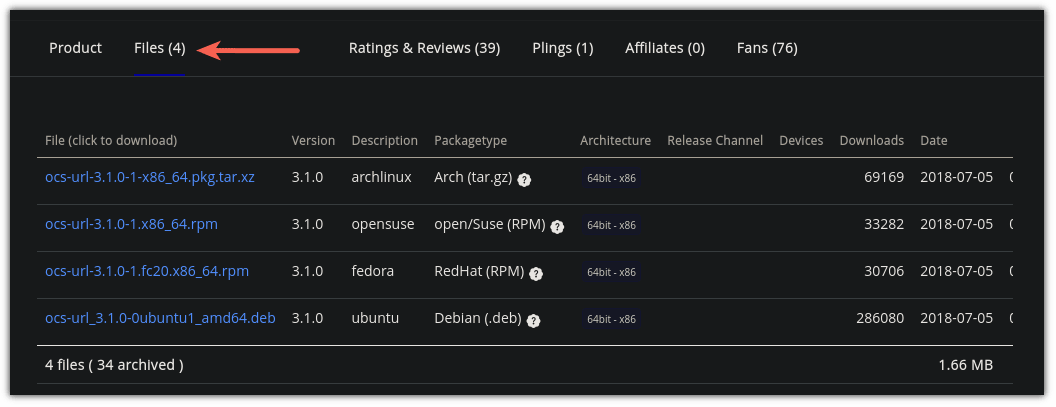 Product Files (4) Ratings & Reviews (39) Plings (1) Affiliates (0) Fans (76)
File (click to download) Version Description Packagetype Architecture Release Channel Devices Downloads Date
ocs-url-3.1.0-1-x86_64.pkg.tar.xz 3.1.0 archlinux Arch (tar.gz) ? 64bit - x86 69169 2018-07-05
ocs-url-3.1.0-1.x86_64.rpm 3.1.0 opensuse open/Suse (RPM) ? 64bit - x86 33282 2018-07-05
ocs-url-3.1.0-1.fc20.x86_64.rpm 3.1.0 fedora RedHat (RPM) ? 64bit - x86 30706 2018-07-05
ocs-url_3.1.0-0ubuntu1_amd64.deb 3.1.0 ubuntu Debian (.deb) ? 64bit - x86 286080 2018-07-05
4 files ( 34 archived ) 1.66 MB